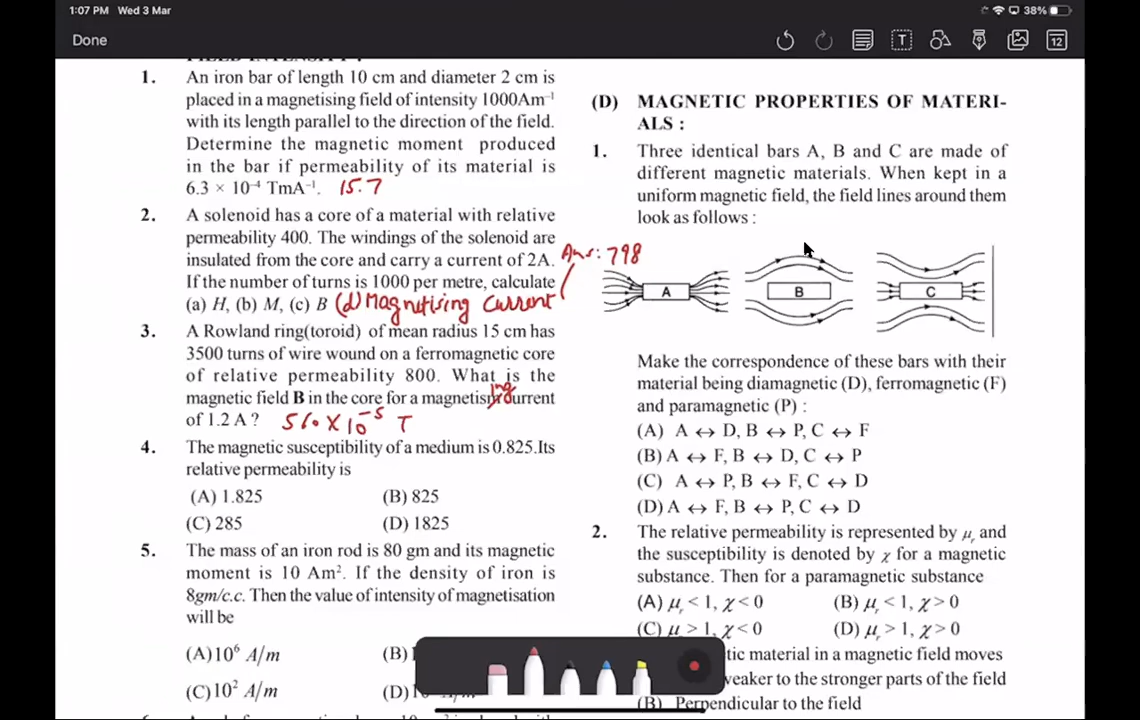 1:07 PM Wed 3 Mar
38%
Done
12
1. An iron bar of length 10 cm and diameter 2 cm is
placed in a magnetising field of intensity 1000Am⁻¹
with its length parallel to the direction of the field.
Determine the magnetic moment produced
in the bar if permeability of its material is
6.3 × 10⁻⁴ TmA⁻¹. 15.7
2. A solenoid has a core of a material with relative
permeability 400. The windings of the solenoid are
insulated from the core and carry a current of 2A.
If the number of turns is 1000 per metre, calculate
(a) H, (b) M, (c) B (d) Magnetising current
Ans: 798
3. A Rowland ring(toroid) of mean radius 15 cm has
3500 turns of wire wound on a ferromagnetic core
of relative permeability 800. What is the
magnetic field B in the core for a magnetising current
of 1.2 A ? 560 × 10⁻⁵ T
4. The magnetic susceptibility of a medium is 0.825.Its
relative permeability is
(A) 1.825 (B) 825
(C) 285 (D) 1825
5. The mass of an iron rod is 80 gm and its magnetic
moment is 10 Am². If the density of iron is
8gm/c.c. Then the value of intensity of magnetisation
will be
(A)10⁶ A/m (B)
(C)10² A/m (D)
(D) MAGNETIC PROPERTIES OF MATERI-
ALS :
1. Three identical bars A, B and C are made of
different magnetic materials. When kept in a
uniform magnetic field, the field lines around them
look as follows :
A B C
Make the correspondence of these bars with their
material being diamagnetic (D), ferromagnetic (F)
and paramagnetic (P) :
(A) A ↔ D, B ↔ P, C ↔ F
(B) A ↔ F, B ↔ D, C ↔ P
(C) A ↔ P, B ↔ F, C ↔ D
(D) A ↔ F, B ↔ P, C ↔ D
2. The relative permeability is represented by μᵣ and
the susceptibility is denoted by χ for a magnetic
substance. Then for a paramagnetic substance
(A) μᵣ < 1, χ < 0 (B) μᵣ < 1, χ > 0
(C) μᵣ > 1, χ < 0 (D) μᵣ > 1, χ > 0
tic material in a magnetic field moves
veaker to the stronger parts of the field
(B) Perpendicular to the field